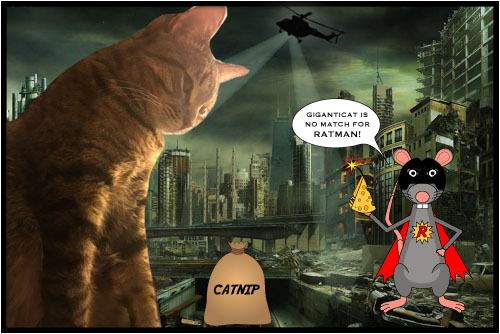 GIGANTICAT IS
NO MATCH FOR
RATMAN!
R
CATNIP